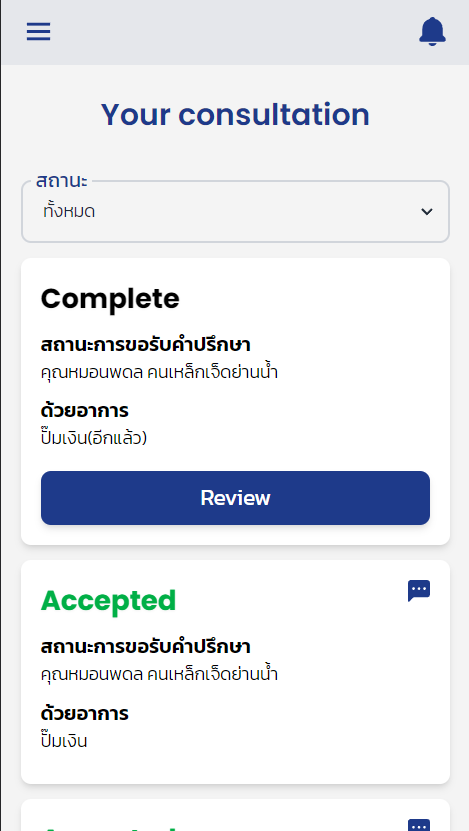 Your consultation
สถานะ
ทั้งหมด
Complete
สถานะการขอรับคำปรึกษา
คุณหมอนพดล คนเหล็กเจ็ดย่านน้ำ
ด้วยอาการ
ปั๊มเงิน(อีกแล้ว)
Review
Accepted
สถานะการขอรับคำปรึกษา
คุณหมอนพดล คนเหล็กเจ็ดย่านน้ำ
ด้วยอาการ
ปั๊มเงิน